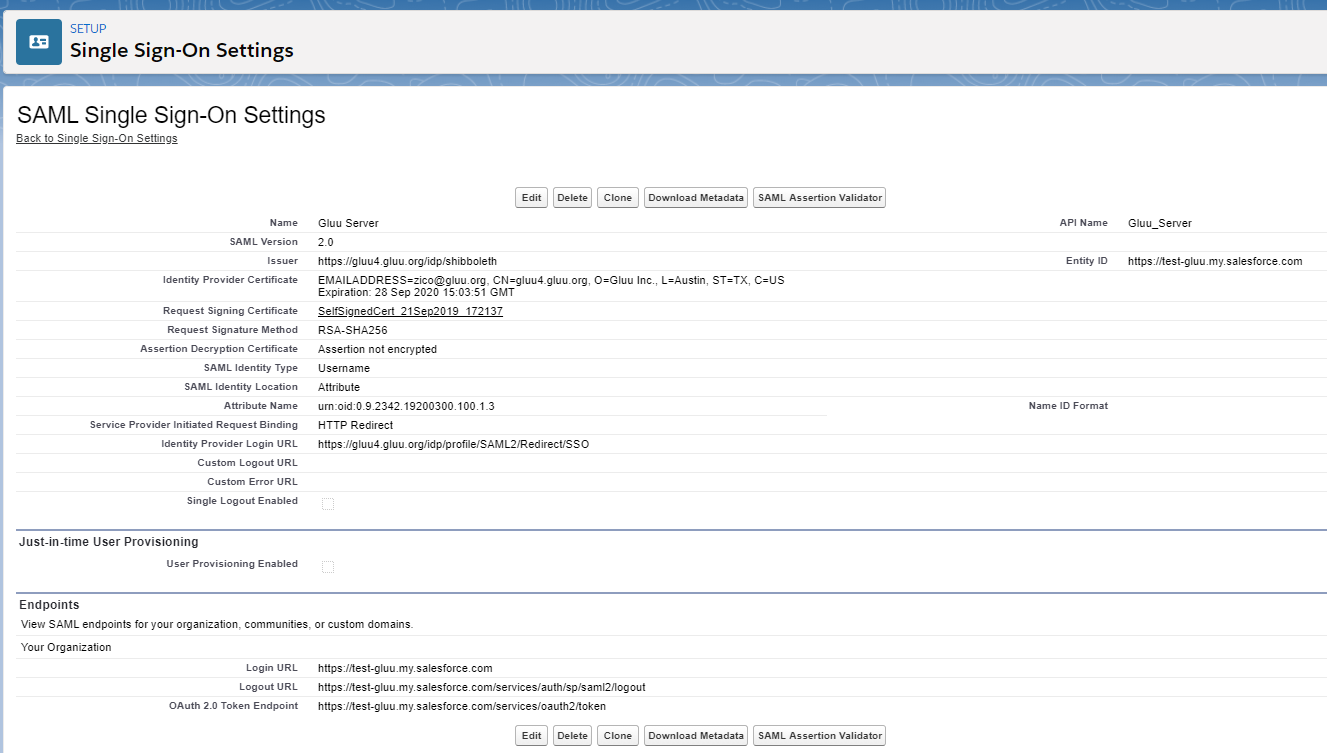 SETUP
Single Sign-On Settings
SAML Single Sign-On Settings
Back to Single Sign-On Settings
Edit Delete Clone Download Metadata SAML Assertion Validator
Name Gluu Server API Name Gluu_Server
SAML Version 2.0
Issuer https://gluu4.gluu.org/idp/shibboleth Entity ID https://test-gluu.my.salesforce.com
Identity Provider Certificate EMAILADDRESS=zico@gluu.org, CN=gluu4.gluu.org, O=Gluu Inc., L=Austin, ST=TX, C=US
Expiration: 28 Sep 2020 15:03:51 GMT
Request Signing Certificate SelfSignedCert_21Sep2019_172137
Request Signature Method RSA-SHA256
Assertion Decryption Certificate Assertion not encrypted
SAML Identity Type Username
SAML Identity Location Attribute
Attribute Name urn:oid:0.9.2342.19200300.100.1.3 Name ID Format
Service Provider Initiated Request Binding HTTP Redirect
Identity Provider Login URL https://gluu4.gluu.org/idp/profile/SAML2/Redirect/SSO
Custom Logout URL
Custom Error URL
Single Logout Enabled
Just-in-time User Provisioning
User Provisioning Enabled
Endpoints
View SAML endpoints for your organization, communities, or custom domains.
Your Organization
Login URL https://test-gluu.my.salesforce.com
Logout URL https://test-gluu.my.salesforce.com/services/auth/sp/saml2/logout
OAuth 2.0 Token Endpoint https://test-gluu.my.salesforce.com/services/oauth2/token
Edit Delete Clone Download Metadata SAML Assertion Validator